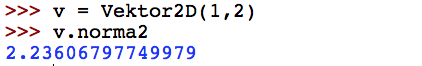 >>> v = Vektor2D(1,2)
>>> v.norma2
2.23606797749979